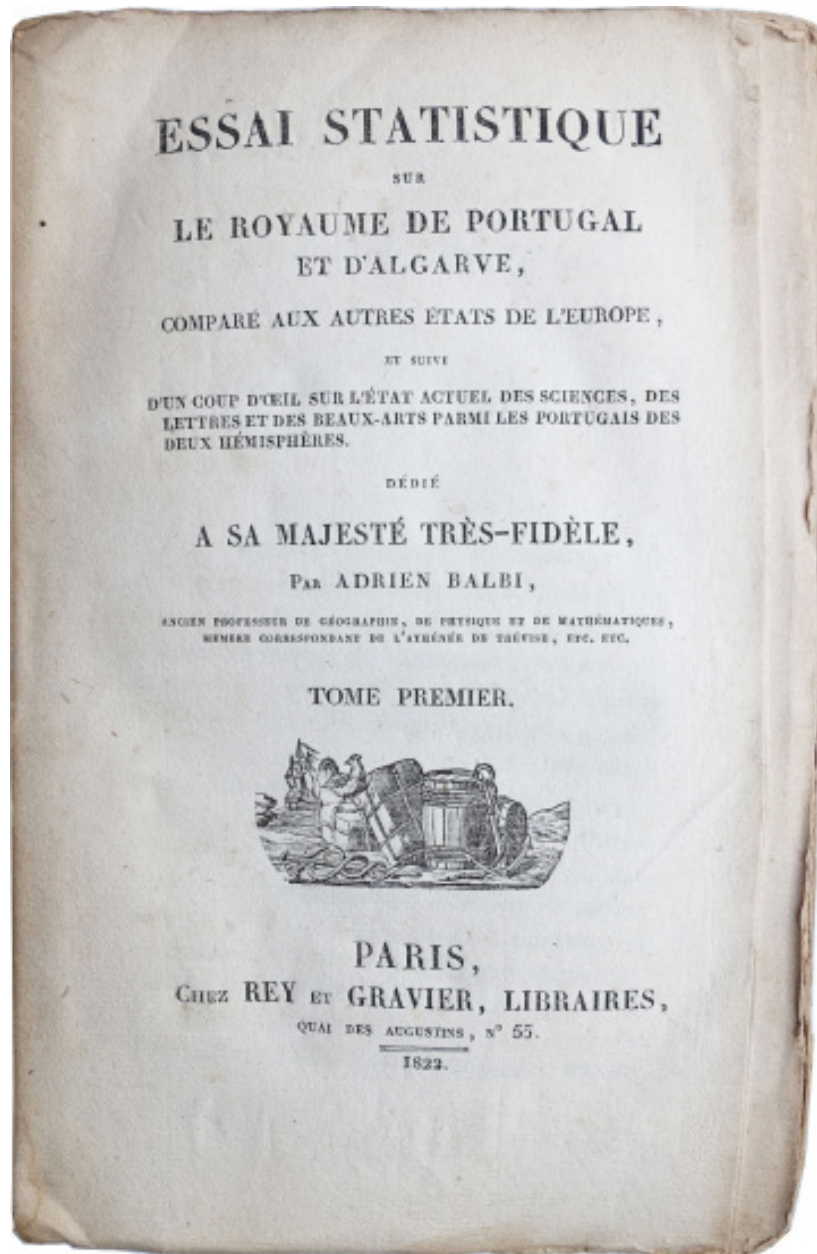 ESSAI STATISTIQUE
SUR
LE ROYAUME DE PORTUGAL
ET D'ALGARVE,
COMPARÉ AUX AUTRES ÉTATS DE L'EUROPE,
ET SUIVI
D'UN COUP D'ŒIL SUR L'ÉTAT ACTUEL DES SCIENCES, DES
LETTRES ET DES BEAUX-ARTS PARMI LES PORTUGAIS DES
DEUX HÉMISPHÈRES.
DÉDIÉ
A SA MAJESTÉ TRÈS-FIDÈLE,
PAR ADRIEN BALBI,
ANCIEN PROFESSEUR DE GÉOGRAPHIE, DE PHYSIQUE ET DE MATHÉMATIQUES,
MEMBRE CORRESPONDANT DE L'ATHÉNÉE DE TRÉVISE, ETC. ETC.
TOME PREMIER.
PARIS,
CHEZ REY ET GRAVIER, LIBRAIRES,
QUAI DES AUGUSTINS, N° 55.
1822.